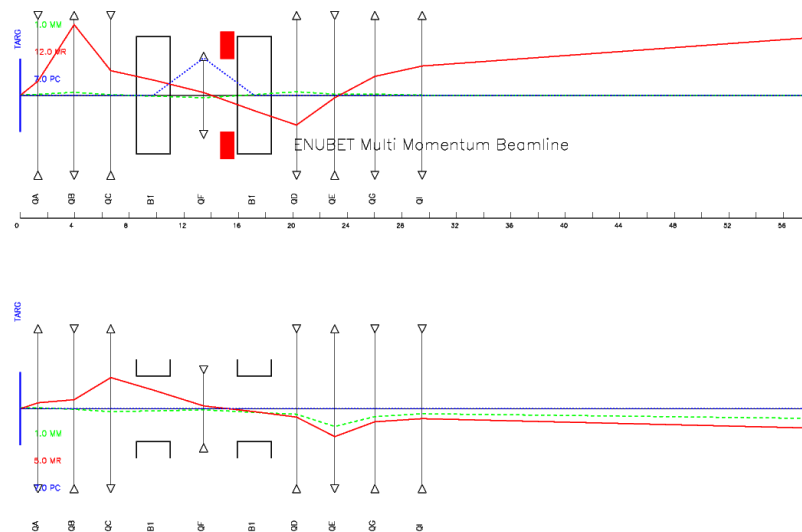 TARG
1.0 MM
12.0 MR
7.0 PC
ENUBET Multi Momentum Beamline
QA QB QC B1 QF B1 QD QE QG QI
0 4 8 12 16 20 24 28 32 36 40 44 48 52 56
TARG
1.0 MM
5.0 MR
7.0 PC
QA QB QC B1 QF B1 QD QE QG QI